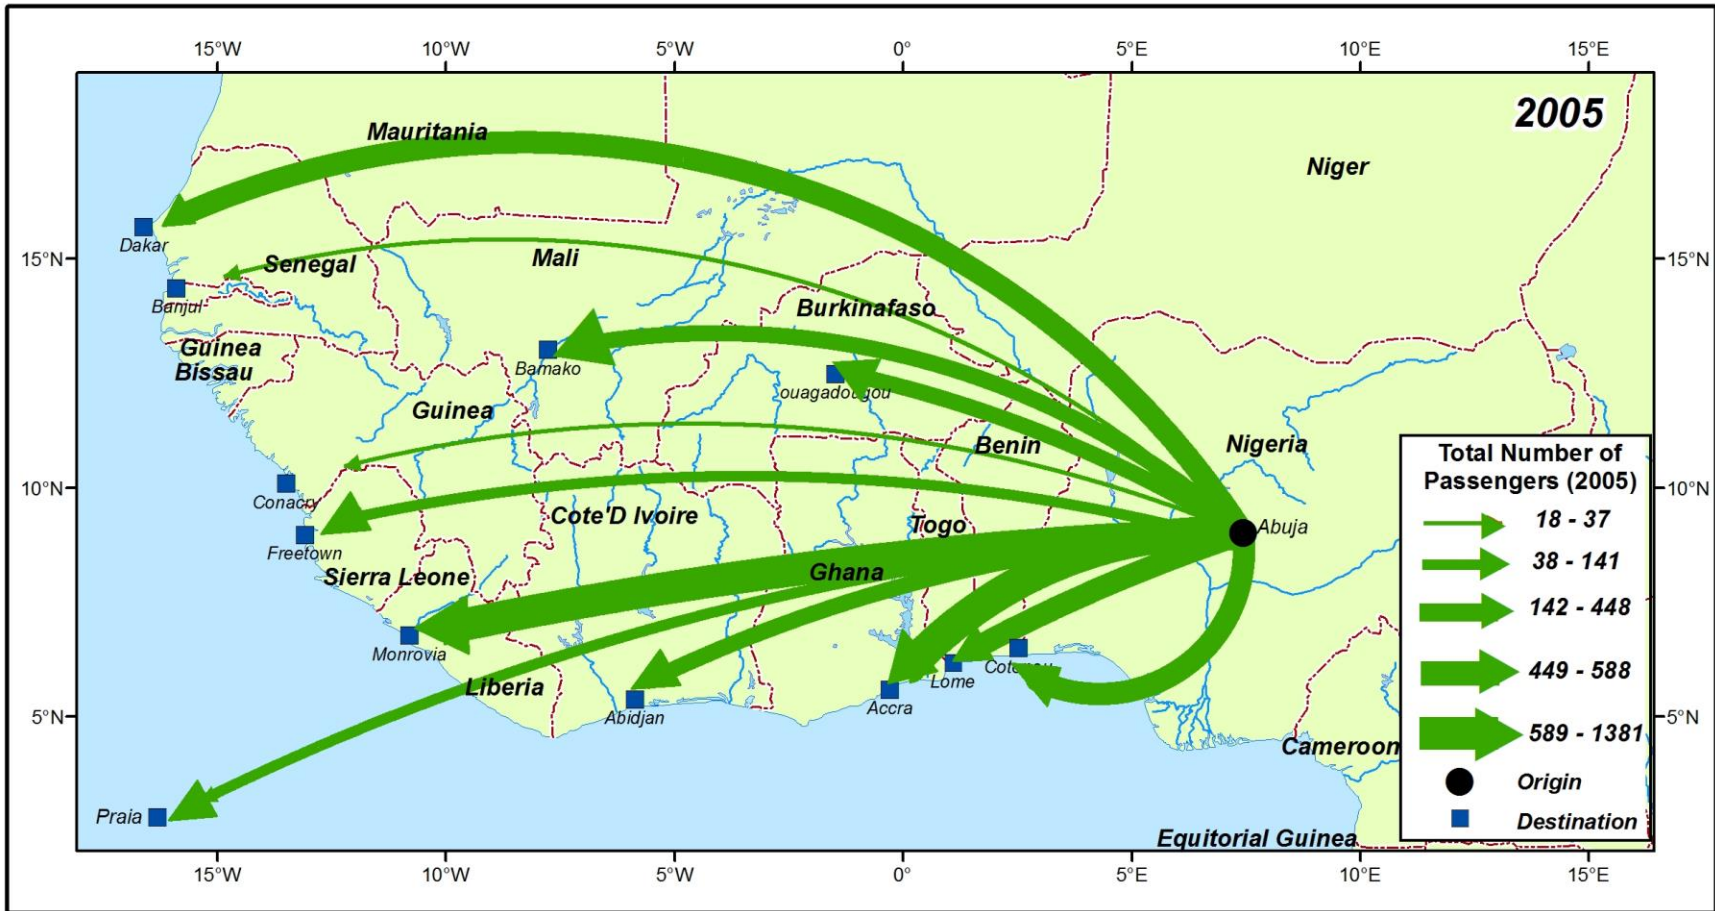 15°W 10°W 5°W 0° 5°E 10°E 15°E
2005
Mauritania
Niger
Dakar
15°N
Senegal
Mali
15°N
Banjul
Burkinafaso
Guinea
Bissau
Bamako
ouagadougou
Guinea
Benin
Nigeria
10°N
Conacry
Cote'D Ivoire
Togo
Abuja
10°N
Freetown
Sierra Leone
Ghana
Monrovia
Liberia
Abidjan
Accra
Lome
Cotonou
5°N
5°N
Cameroon
Praia
Equitorial Guinea
Total Number of
Passengers (2005)
18 - 37
38 - 141
142 - 448
449 - 588
589 - 1381
Origin
Destination
15°W 10°W 5°W 0° 5°E 10°E 15°E